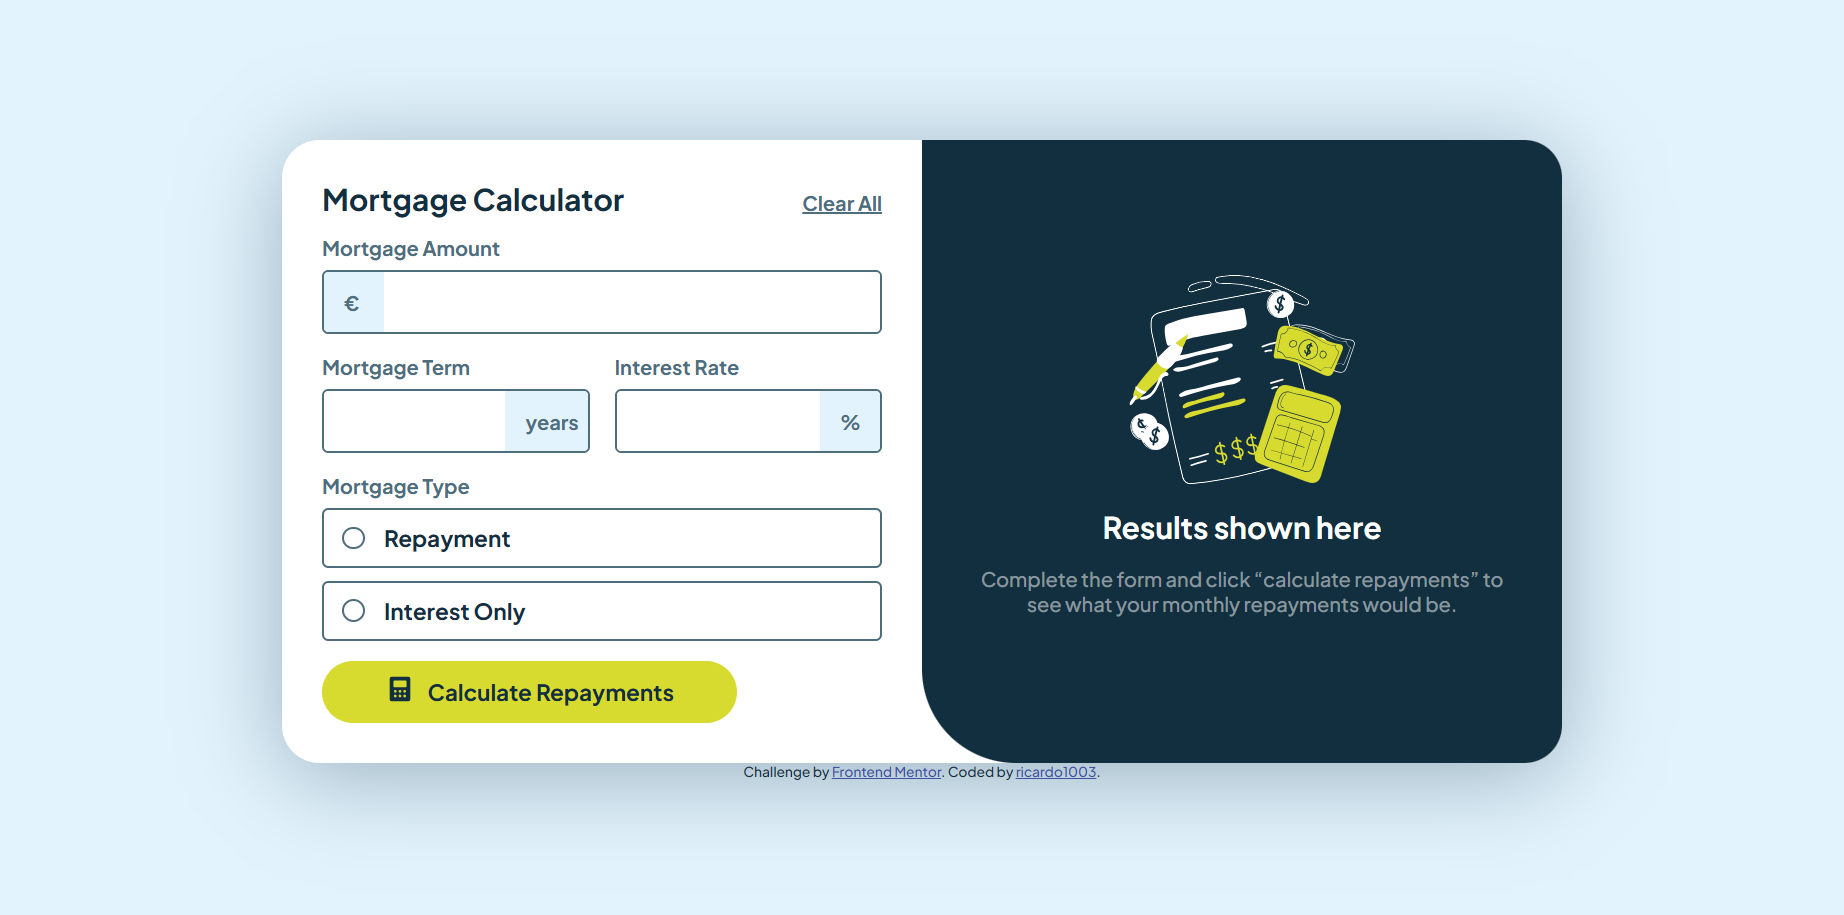 Mortgage Calculator
Clear All
Mortgage Amount
€
Mortgage Term
Interest Rate
years
%
Mortgage Type
Repayment
Interest Only
Calculate Repayments
$
$
$
$
$$$
Results shown here
Complete the form and click “calculate repayments” to
see what your monthly repayments would be.
Challenge by Frontend Mentor. Coded by ricardo1003.